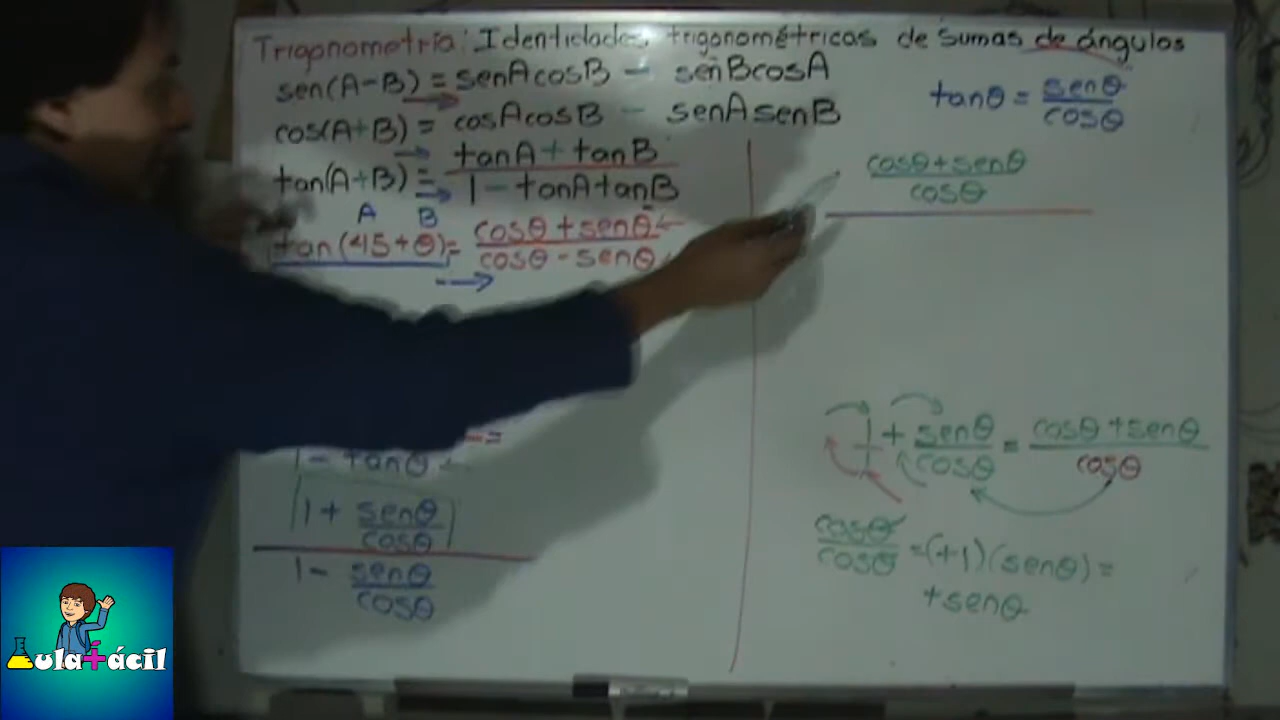 Trigonometría: Identidades trigonométricas de Sumas de ángulos
sen(A-B) = senAcosB - senBcosA
cos(A+B) = cosAcosB - senAsenB
tan(A+B) = tanA + tanB
1 - tanAtanB
A B
tan(45+θ) = cosθ + senθ
cosθ - senθ
=
1 - tanθ
1 + senθ
cosθ
1 - senθ
cosθ
tanθ = senθ
cosθ
cosθ+senθ
cosθ
1 + senθ = cosθ + senθ
1 cosθ cosθ
cosθ = (+1)(senθ) =
cosθ
+senθ
Aula+ácil